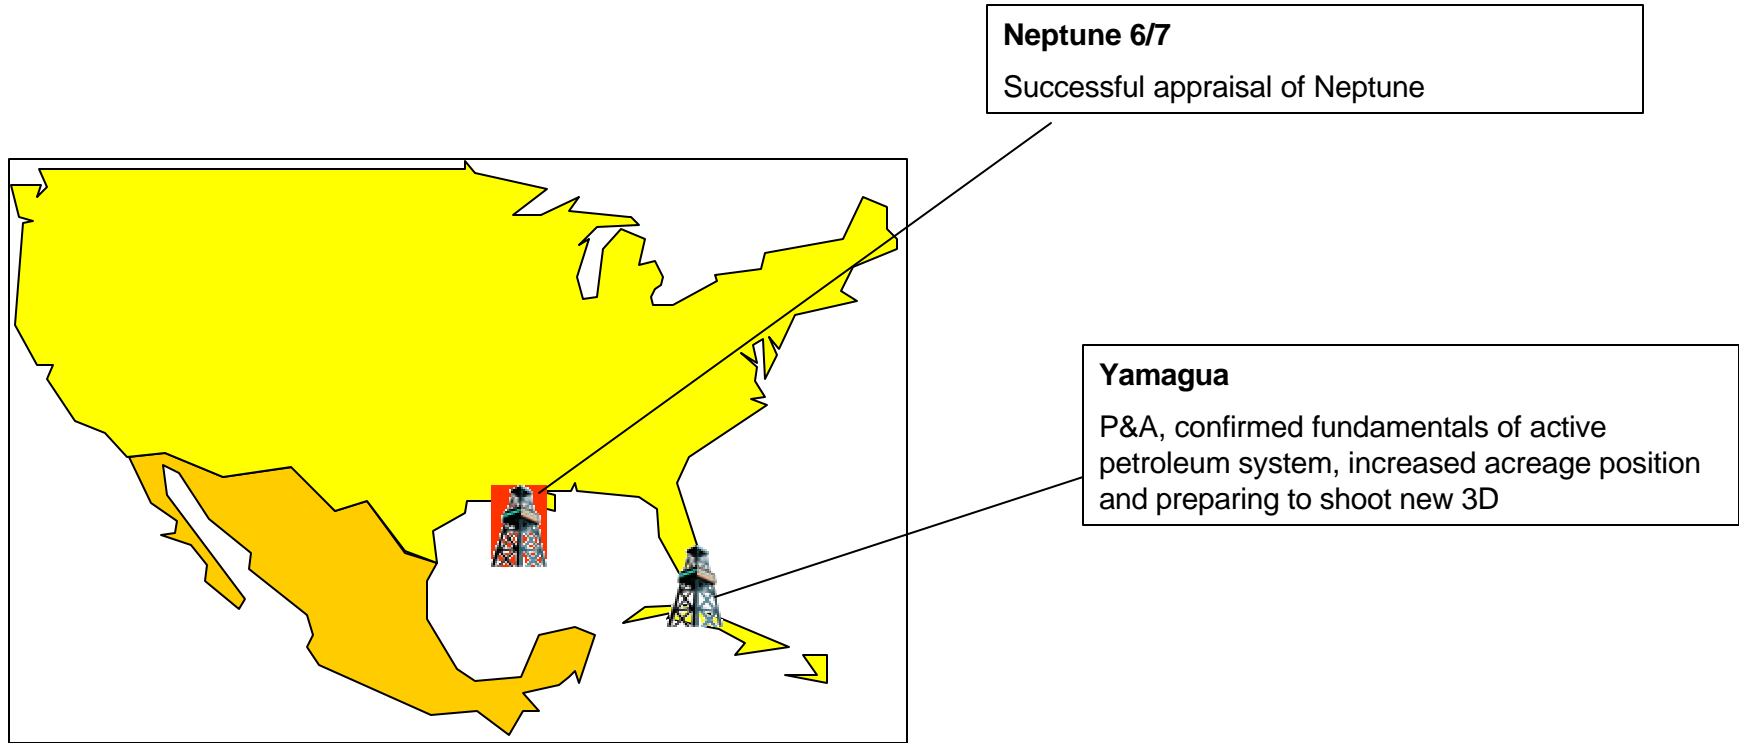 Neptune 6/7
Successful appraisal of Neptune
Yamagua
P&A, confirmed fundamentals of active
petroleum system, increased acreage position
and preparing to shoot new 3D